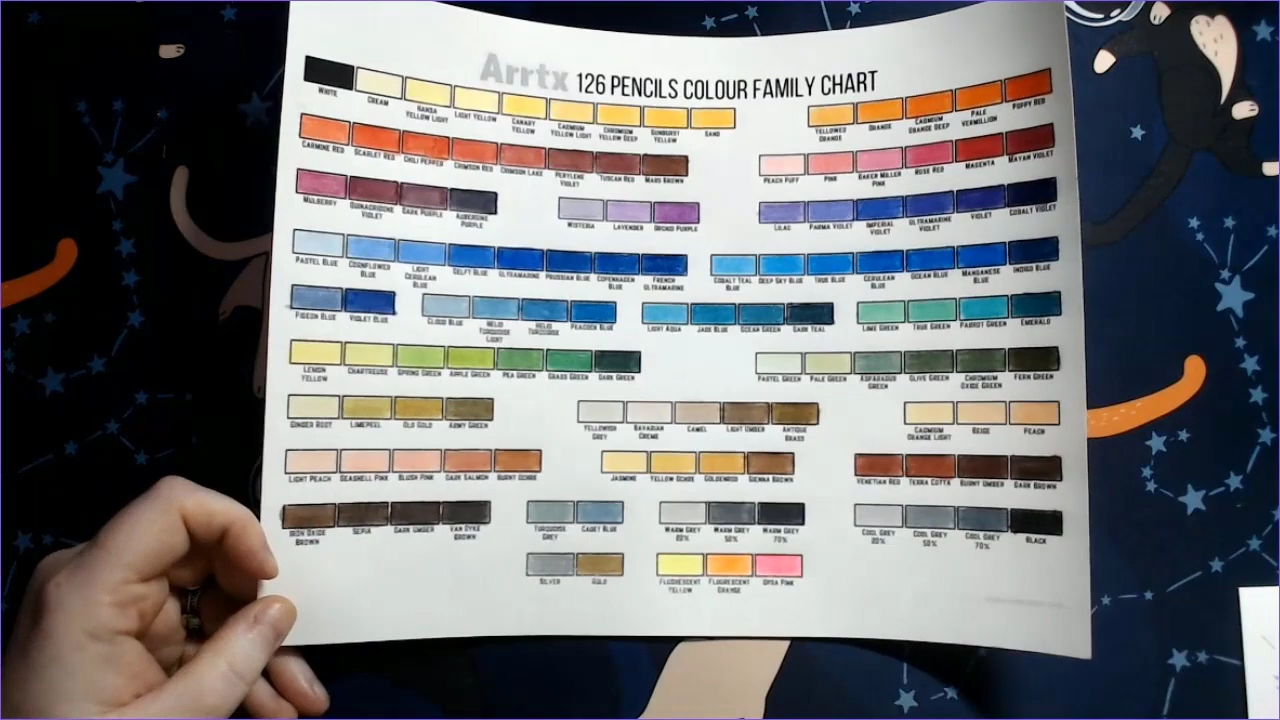 Arrtx 126 PENCILS COLOUR FAMILY CHART
WHITE CREAM HANSA YELLOW LIGHT LIGHT YELLOW CANARY YELLOW CADMIUM YELLOW LIGHT CHROMIUM YELLOW DEEP SUNBURST YELLOW SAND YELLOWED ORANGE ORANGE CADMIUM ORANGE DEEP PALE VERMILLION POPPY RED
CARMINE RED SCARLET RED CHILI PEPPER CRIMSON RED CRIMSON LAKE PERYLENE VIOLET TUSCAN RED MARS BROWN PEACH PUFF PINK BAKER MILLER PINK ROSE RED MAGENTA MAYAN VIOLET
MULBERRY QUINACRIDONE VIOLET DARK PURPLE AUBERGINE PURPLE WISTERIA LAVENDER ORCHID PURPLE LILAC PARMA VIOLET IMPERIAL VIOLET ULTRAMARINE VIOLET VIOLET COBALT VIOLET
PASTEL BLUE CORNFLOWER BLUE LIGHT CERULEAN BLUE DELFT BLUE ULTRAMARINE PRUSSIAN BLUE COPENHAGEN BLUE FRENCH ULTRAMARINE COBALT TEAL BLUE DEEP SKY BLUE TRUE BLUE CERULEAN BLUE OCEAN BLUE MANGANESE BLUE INDIGO BLUE
PIGEON BLUE VIOLET BLUE CLOUD BLUE HELIO TURQUOISE LIGHT HELIO TURQUOISE PEACOCK BLUE LIGHT AQUA JADE BLUE OCEAN GREEN DARK TEAL LIME GREEN TRUE GREEN PARROT GREEN EMERALD
LEMON YELLOW CHARTREUSE SPRING GREEN APPLE GREEN PEA GREEN GRASS GREEN DARK GREEN PASTEL GREEN PALE GREEN ASPARAGUS GREEN OLIVE GREEN CHROMIUM OXIDE GREEN FERN GREEN
GINGER ROOT LIMEPEEL OLD GOLD ARMY GREEN YELLOWISH GREY BAVARIAN CREME CAMEL LIGHT UMBER ANTIQUE BRASS CADMIUM ORANGE LIGHT BEIGE PEACH
LIGHT PEACH SEASHELL PINK BLUSH PINK DARK SALMON BURNT OCHRE JASMINE YELLOW OCHRE GOLDENROD SIENNA BROWN VENETIAN RED TERRA COTTA BURNT UMBER DARK BROWN
IRON OXIDE BROWN SEPIA DARK UMBER VAN DYKE BROWN TURQUOISE GREY CADET BLUE WARM GREY 20% WARM GREY 50% WARM GREY 70% COOL GREY 20% COOL GREY 50% COOL GREY 70% BLACK
SILVER GOLD FLUORESCENT YELLOW FLUORESCENT ORANGE OPRA PINK